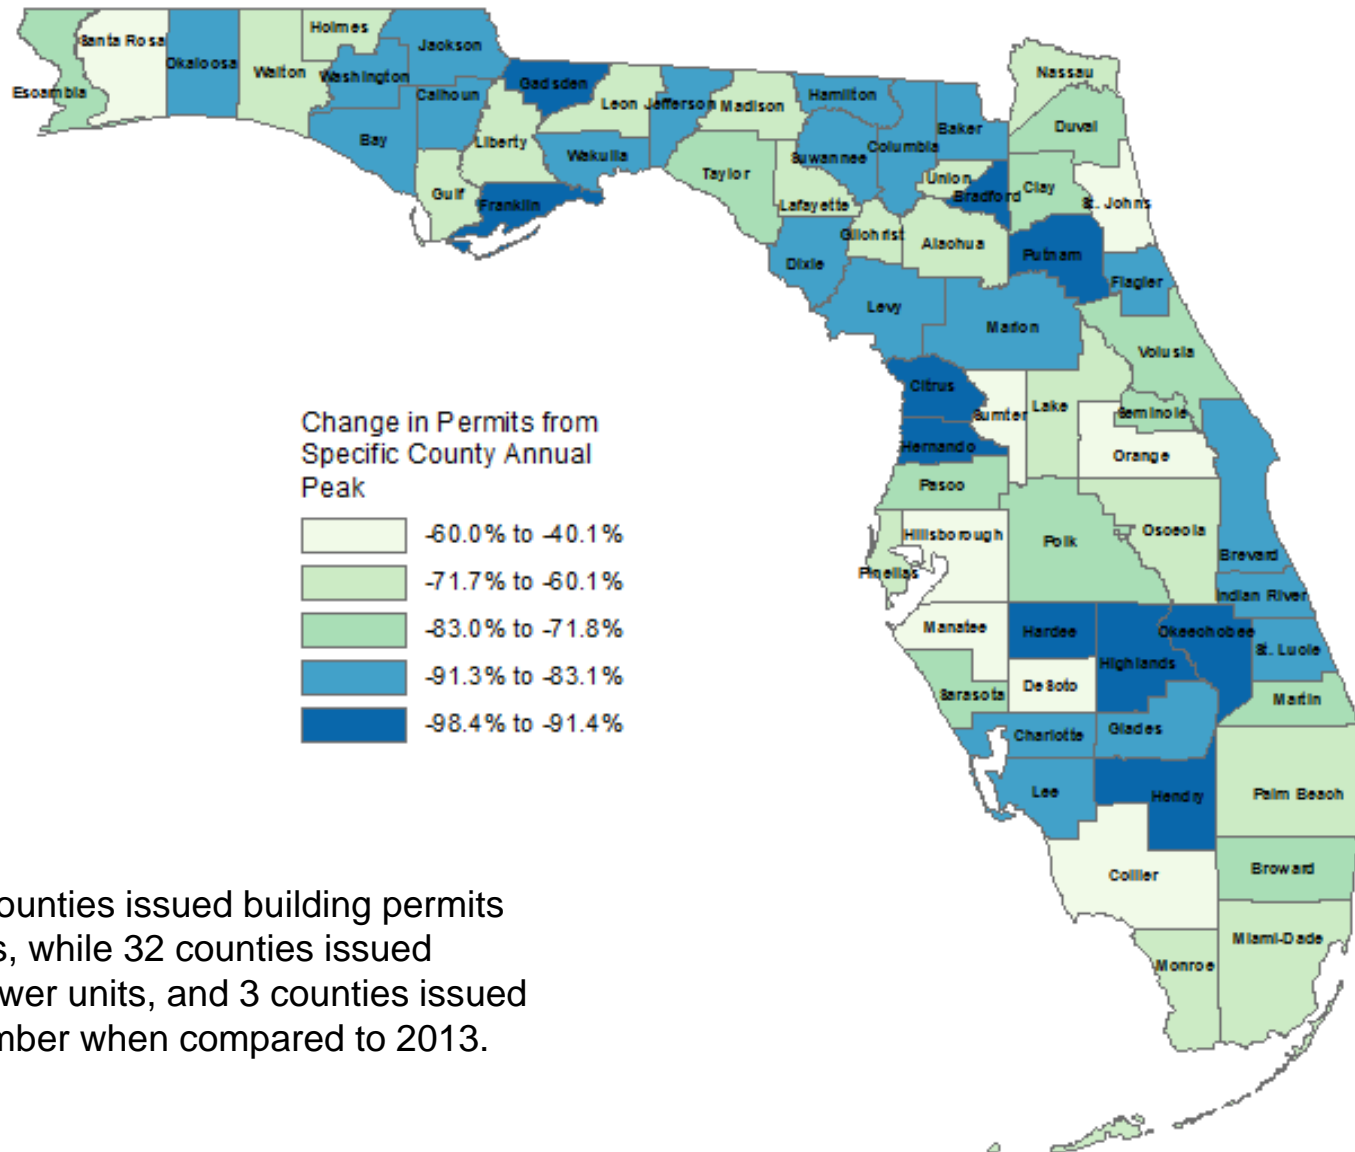 Holmes
Santa Rosa
Jackson
Okaloosa
Walton
Washington
Escambia
Calhoun
Gadsden
Leon
Jefferson
Madison
Hamilton
Nassau
Bay
Liberty
Wakulla
Baker
Duval
Suwannee
Columbia
Taylor
Union
Clay
Gulf
Franklin
Lafayette
Bradford
St. Johns
Gilchrist
Alachua
Dixie
Putnam
Flagler
Levy
Marion
Volusia
Citrus
Sumter
Lake
Seminole
Hernando
Orange
Pasco
Hillsborough
Polk
Osceola
Brevard
Pinellas
Indian River
Manatee
Hardee
Okeechobee
Highlands
St. Lucie
Sarasota
DeSoto
Martin
Charlotte
Glades
Lee
Hendry
Palm Beach
Collier
Broward
Miami-Dade
Monroe
Change in Permits from
Specific County Annual
Peak
-60.0% to -40.1%
-71.7% to -60.1%
-83.0% to -71.8%
-91.3% to -83.1%
-98.4% to -91.4%
ounties issued building permits
s, while 32 counties issued
wer units, and 3 counties issued
mber when compared to 2013.